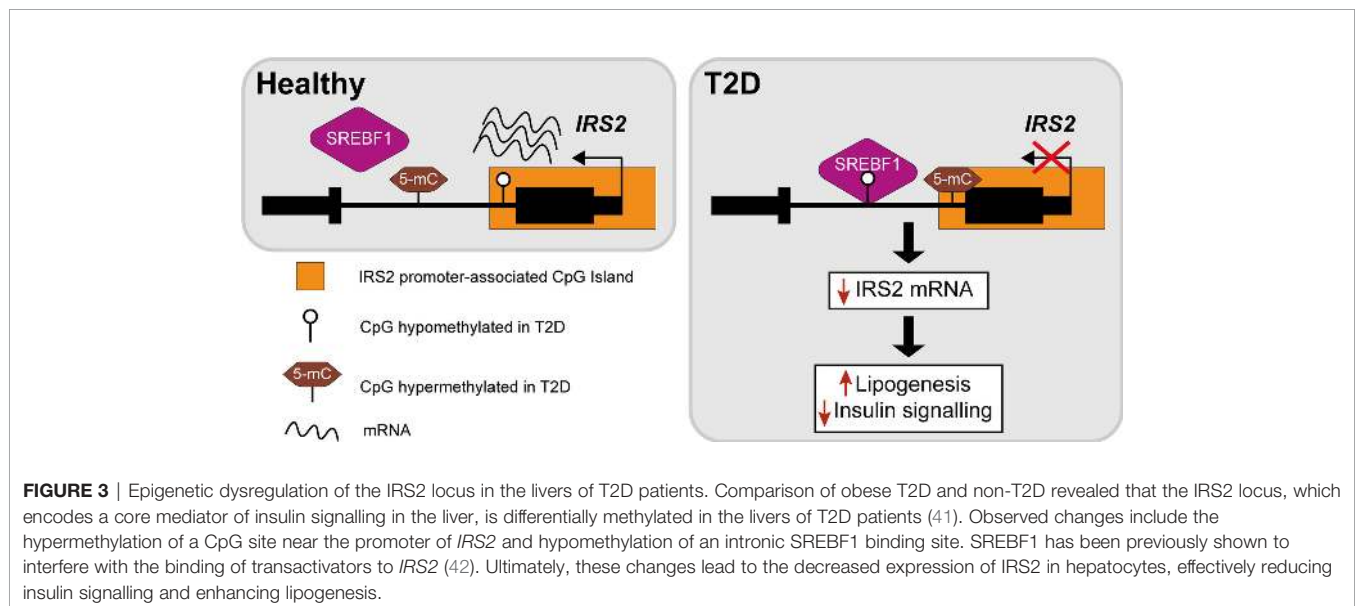 Healthy
SREBF1
IRS2
5-mC
IRS2 promoter-associated CpG Island
CpG hypomethylated in T2D
5-mC
CpG hypermethylated in T2D
mRNA
T2D
IRS2
SREBF1
5-mC
↓ IRS2 mRNA
↑ Lipogenesis
↓ Insulin signalling
FIGURE 3 | Epigenetic dysregulation of the IRS2 locus in the livers of T2D patients. Comparison of obese T2D and non-T2D revealed that the IRS2 locus, which
encodes a core mediator of insulin signalling in the liver, is differentially methylated in the livers of T2D patients (41). Observed changes include the
hypermethylation of a CpG site near the promoter of IRS2 and hypomethylation of an intronic SREBF1 binding site. SREBF1 has been previously shown to
interfere with the binding of transactivators to IRS2 (42). Ultimately, these changes lead to the decreased expression of IRS2 in hepatocytes, effectively reducing
insulin signalling and enhancing lipogenesis.